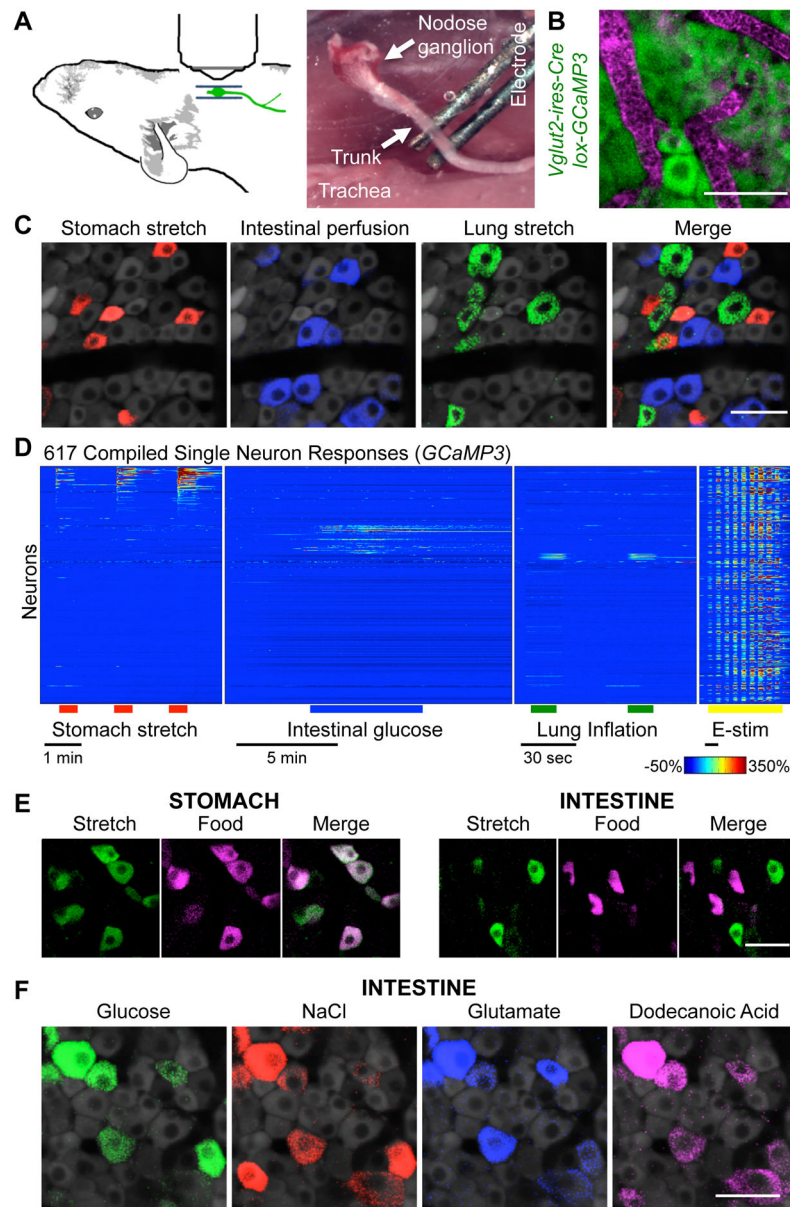 A
Nodose
ganglion
Electrode
Trunk
Trachea
B
Vglut2-ires-Cre
lox-GCaMP3
C
Stomach stretch
Intestinal perfusion
Lung stretch
Merge
D
617 Compiled Single Neuron Responses (GCaMP3)
Neurons
Stomach stretch
Intestinal glucose
Lung Inflation
E-stim
1 min
5 min
30 sec
-50%
350%
E
STOMACH
INTESTINE
Stretch
Food
Merge
Stretch
Food
Merge
F
INTESTINE
Glucose
NaCl
Glutamate
Dodecanoic Acid